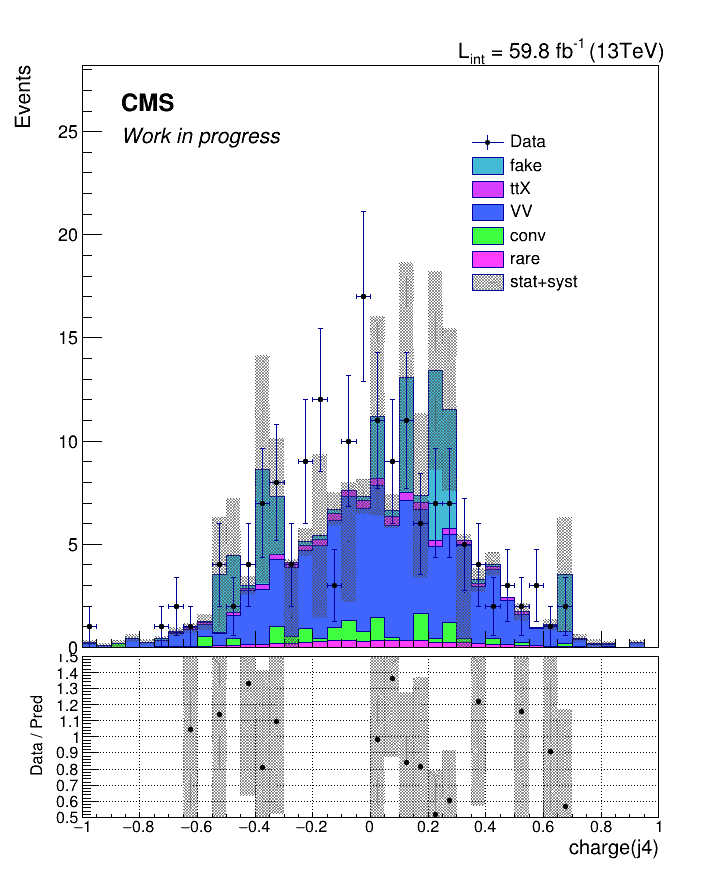 L_int = 59.8 fb^-1 (13TeV)
Events
CMS
Work in progress
Data
fake
ttX
VV
conv
rare
stat+syst
25
20
15
10
5
0
1.5
1.4
1.3
1.2
1.1
1
0.9
0.8
0.7
0.6
0.5
Data / Pred
−1 −0.8 −0.6 −0.4 −0.2 0 0.2 0.4 0.6 0.8 1
charge(j4)